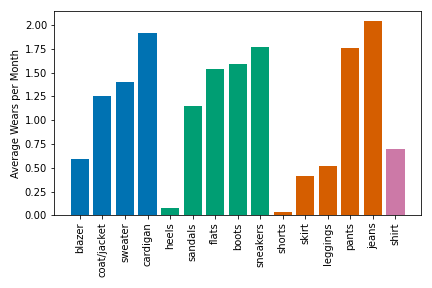 Average Wears per Month
2.00
1.75
1.50
1.25
1.00
0.75
0.50
0.25
0.00
blazer
coat/jacket
sweater
cardigan
heels
sandals
flats
boots
sneakers
shorts
skirt
leggings
pants
jeans
shirt